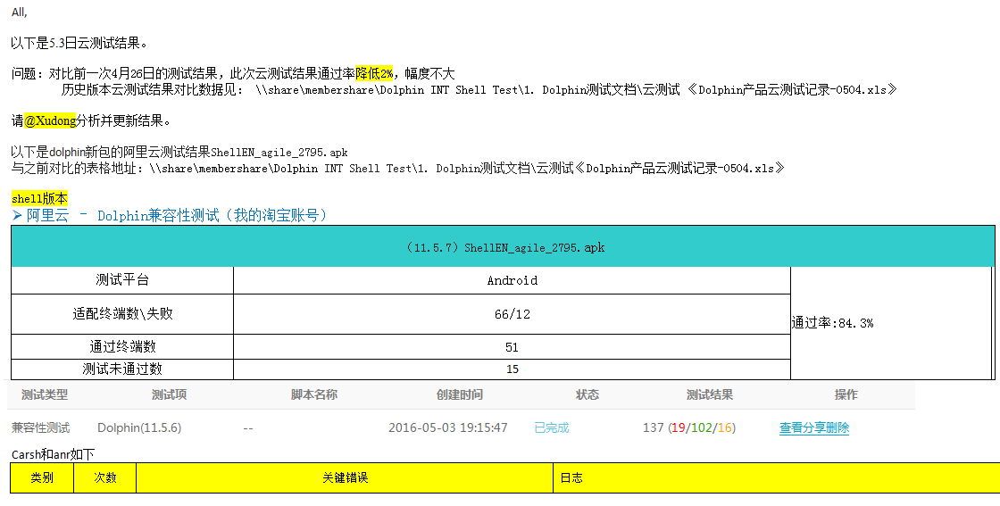 All,
以下是5.3日云测试结果。
问题：对比前一次4月26日的测试结果，此次云测试结果通过率降低2%，幅度不大
历史版本云测试结果对比数据见： \\share\membershare\Dolphin INT Shell Test\1. Dolphin测试文档\云测试 《Dolphin产品云测试记录-0504.xls》
请@Xudong分析并更新结果。
以下是dolphin新包的阿里云测试结果ShellEN_agile_2795.apk
与之前对比的表格地址：\\share\membershare\Dolphin INT Shell Test\1. Dolphin测试文档\云测试《Dolphin产品云测试记录-0504.xls》
shell版本
➢ 阿里云 – Dolphin兼容性测试（我的淘宝账号）
（11.5.7）ShellEN_agile_2795.apk
测试平台 Android
适配终端数\失败 66/12 通过率:84.3%
通过终端数 51
测试未通过数 15
测试类型 测试项 脚本名称 创建时间 状态 测试结果 操作
兼容性测试 Dolphin(11.5.6) -- 2016-05-03 19:15:47 已完成 137 (19/102/16) 查看分享删除
Carsh和anr如下
类别 次数 关键错误 日志